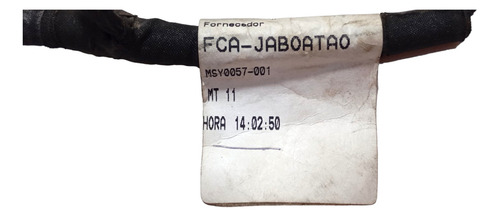 Fornecedor
FCA-JABOATAO
MSY0057-001
MT 11
HORA 14:02:50